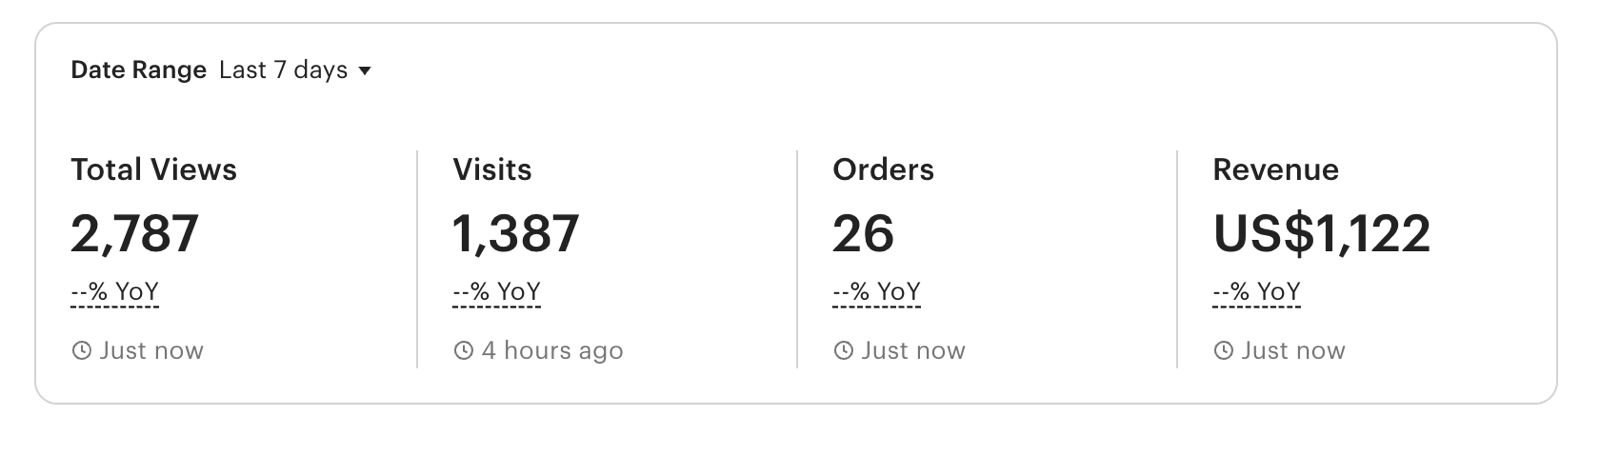 Date Range Last 7 days
Total Views
2,787
--% YoY
Just now
Visits
1,387
--% YoY
4 hours ago
Orders
26
--% YoY
Just now
Revenue
US$1,122
--% YoY
Just now